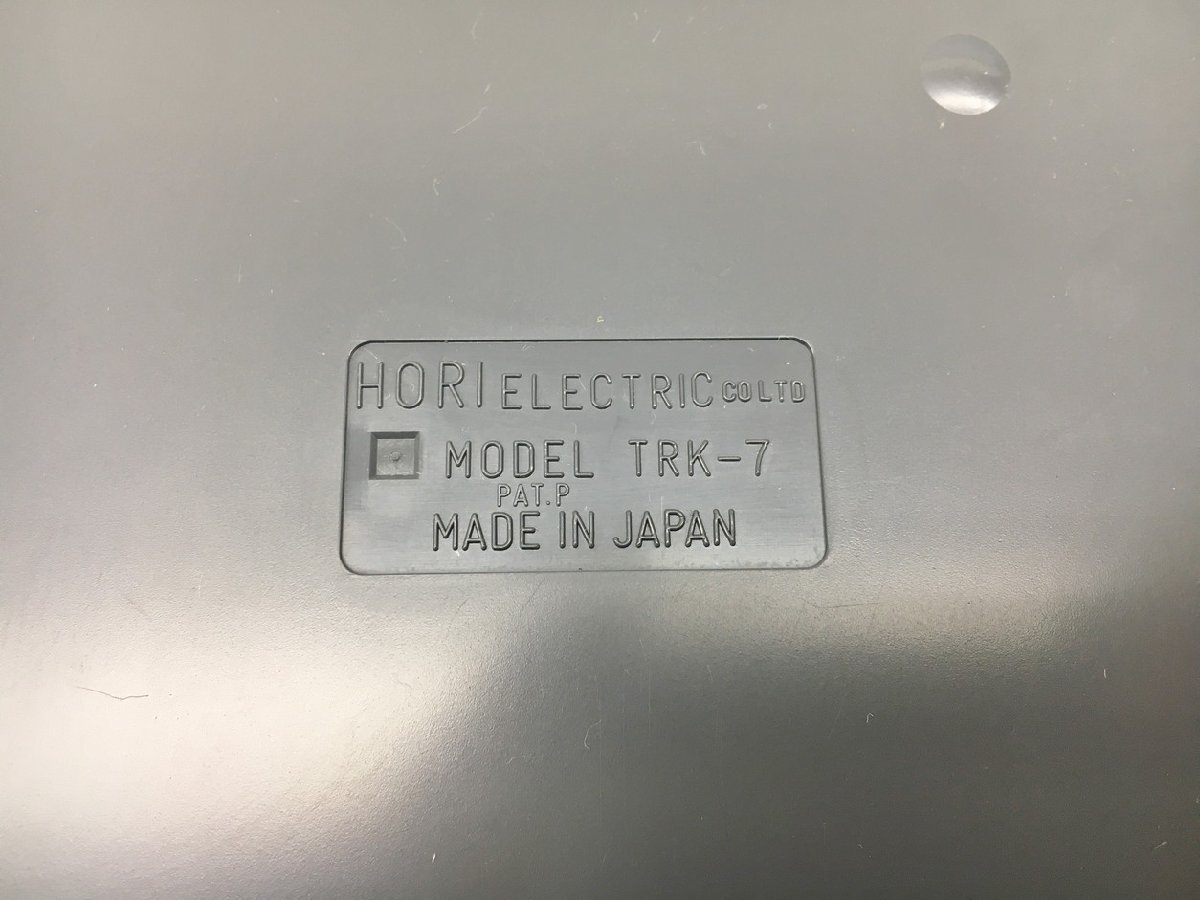 HORI ELECTRIC CO LTD
MODEL TRK-7
PAT.P
MADE IN JAPAN